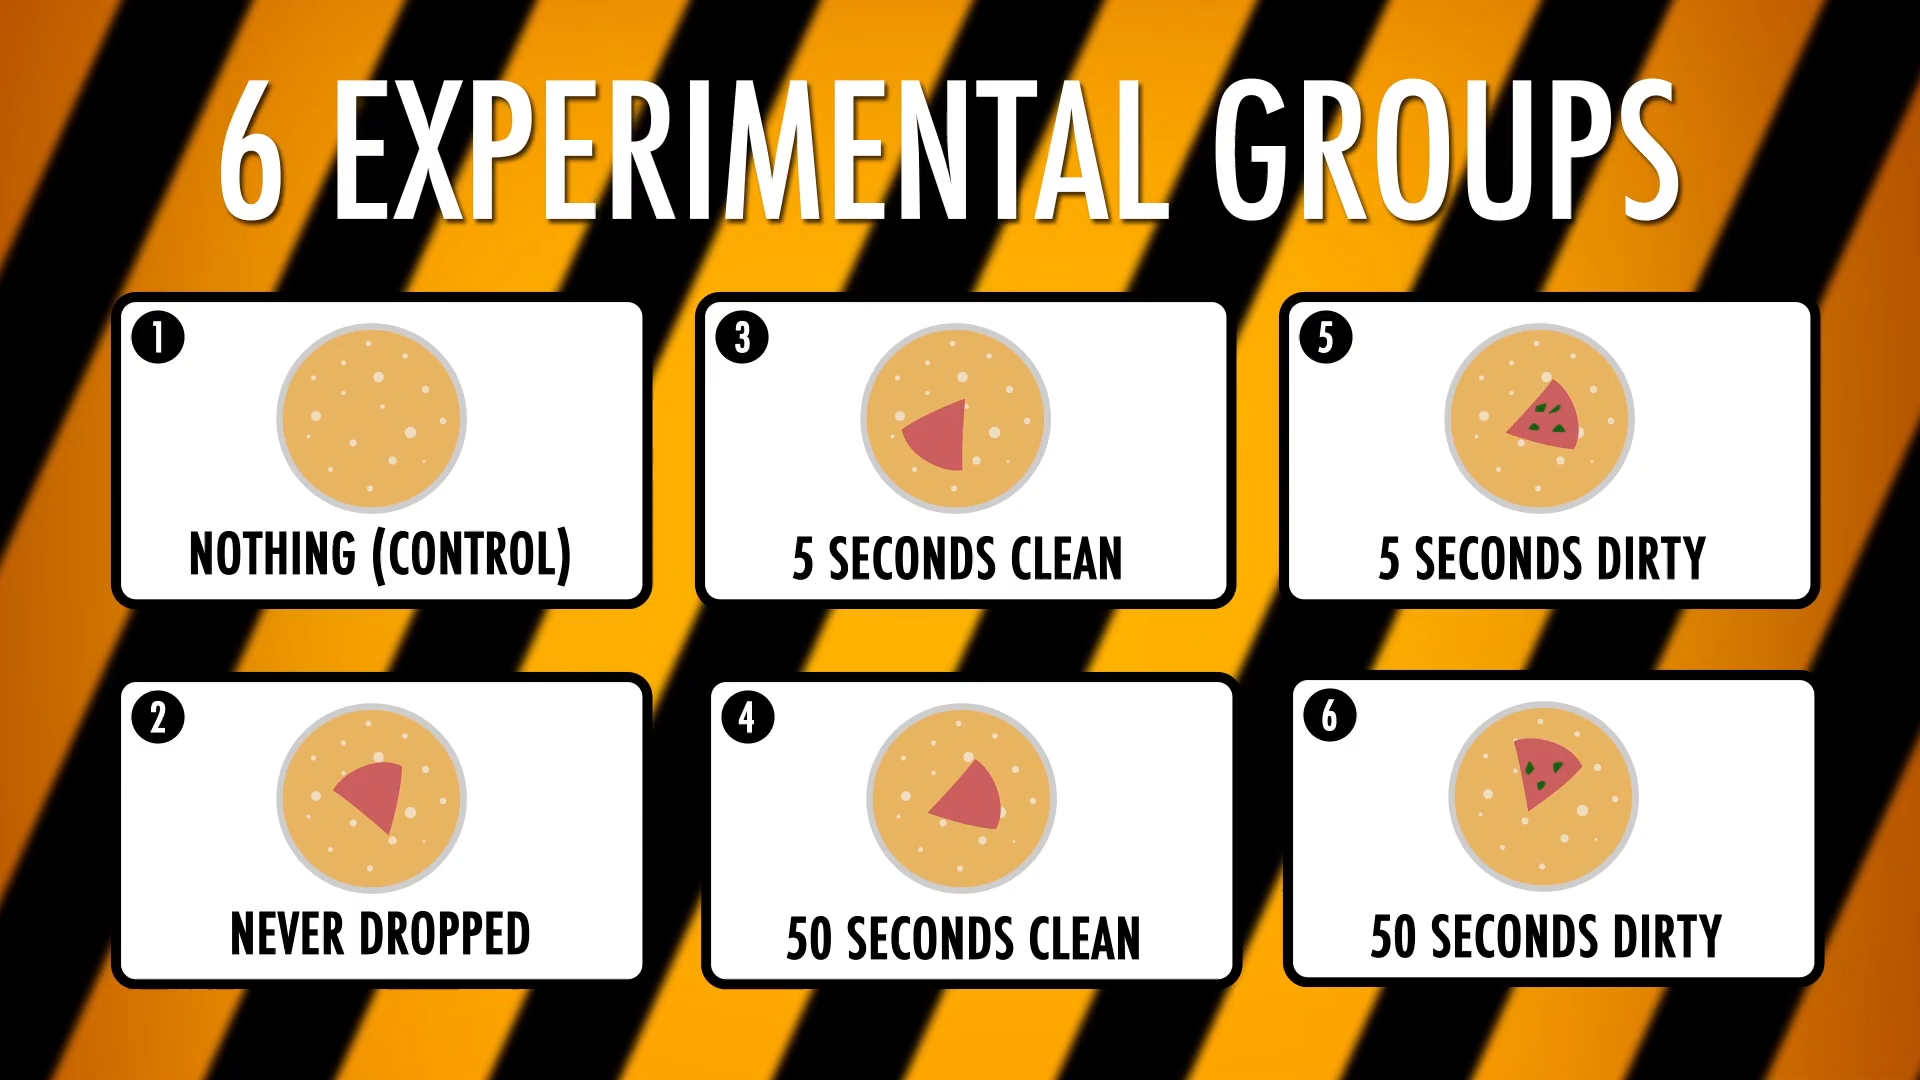 6 EXPERIMENTAL GROUPS
1
NOTHING (CONTROL)
2
NEVER DROPPED
3
5 SECONDS CLEAN
4
50 SECONDS CLEAN
5
5 SECONDS DIRTY
6
50 SECONDS DIRTY